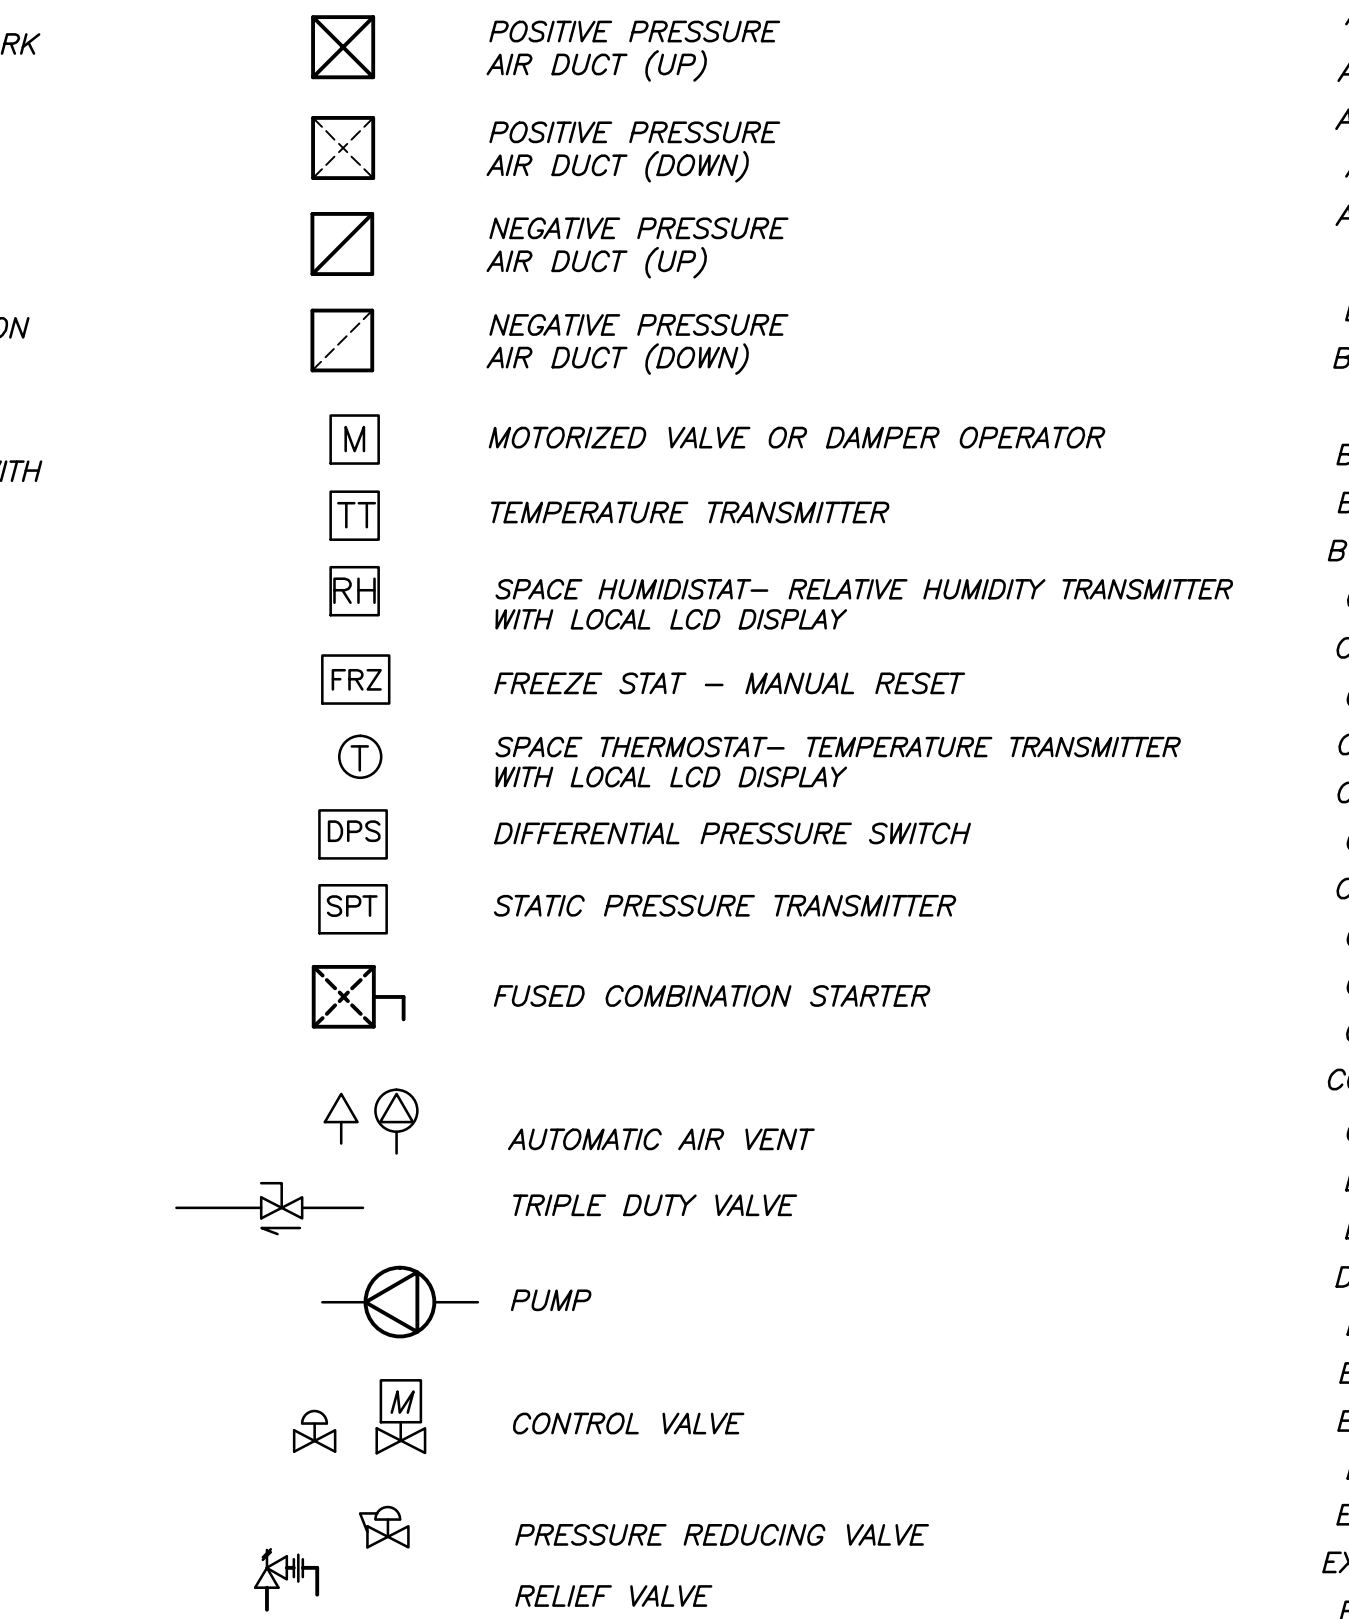 RK
POSITIVE PRESSURE
AIR DUCT (UP)
POSITIVE PRESSURE
AIR DUCT (DOWN)
NEGATIVE PRESSURE
AIR DUCT (UP)
NEGATIVE PRESSURE
AIR DUCT (DOWN)
ON
M MOTORIZED VALVE OR DAMPER OPERATOR
ITH
TT TEMPERATURE TRANSMITTER
RH SPACE HUMIDISTAT– RELATIVE HUMIDITY TRANSMITTER
WITH LOCAL LCD DISPLAY
FRZ FREEZE STAT – MANUAL RESET
T SPACE THERMOSTAT– TEMPERATURE TRANSMITTER
WITH LOCAL LCD DISPLAY
DPS DIFFERENTIAL PRESSURE SWITCH
SPT STATIC PRESSURE TRANSMITTER
FUSED COMBINATION STARTER
AUTOMATIC AIR VENT
TRIPLE DUTY VALVE
PUMP
M CONTROL VALVE
PRESSURE REDUCING VALVE
RELIEF VALVE